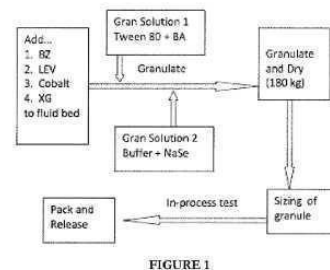 Add...
1. BZ
2. LEV
3. Cobalt
4. XG
to fluid bed
Gran Solution 1
Tween 80 + BA
Granulate
Gran Solution 2
Buffer + NaSe
Granulate
and Dry
(180 kg)
Sizing of
granule
In-process test
Pack and
Release
FIGURE 1